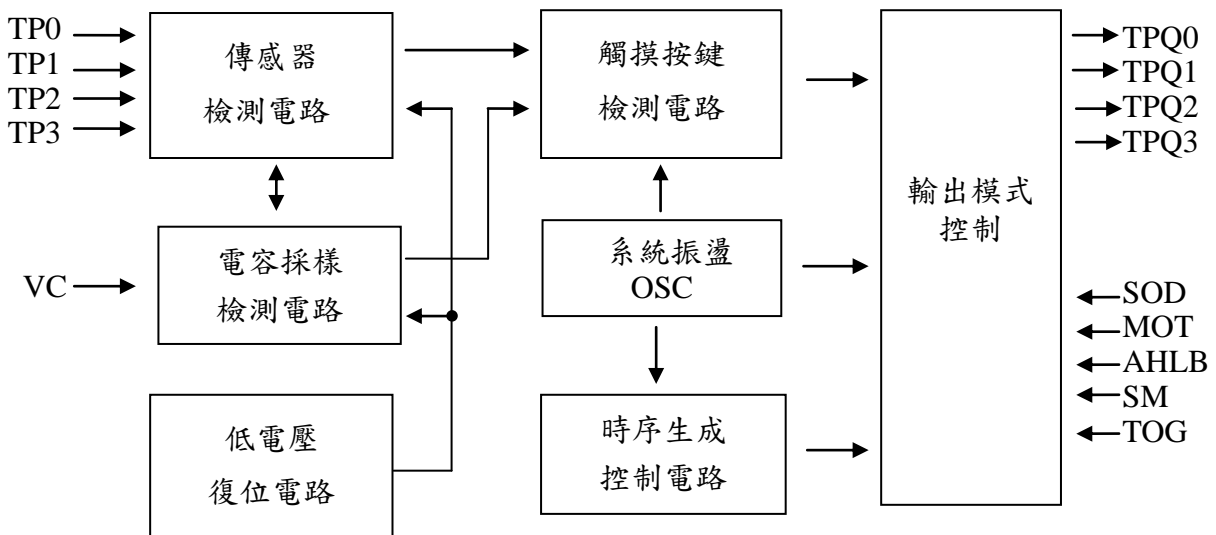 TP0
TP1
TP2
TP3
傳感器
檢測電路
觸摸按鍵
檢測電路
TPQ0
TPQ1
TPQ2
TPQ3
輸出模式
控制
VC
電容採樣
檢測電路
系統振盪
OSC
SOD
MOT
AHLB
SM
TOG
低電壓
復位電路
時序生成
控制電路